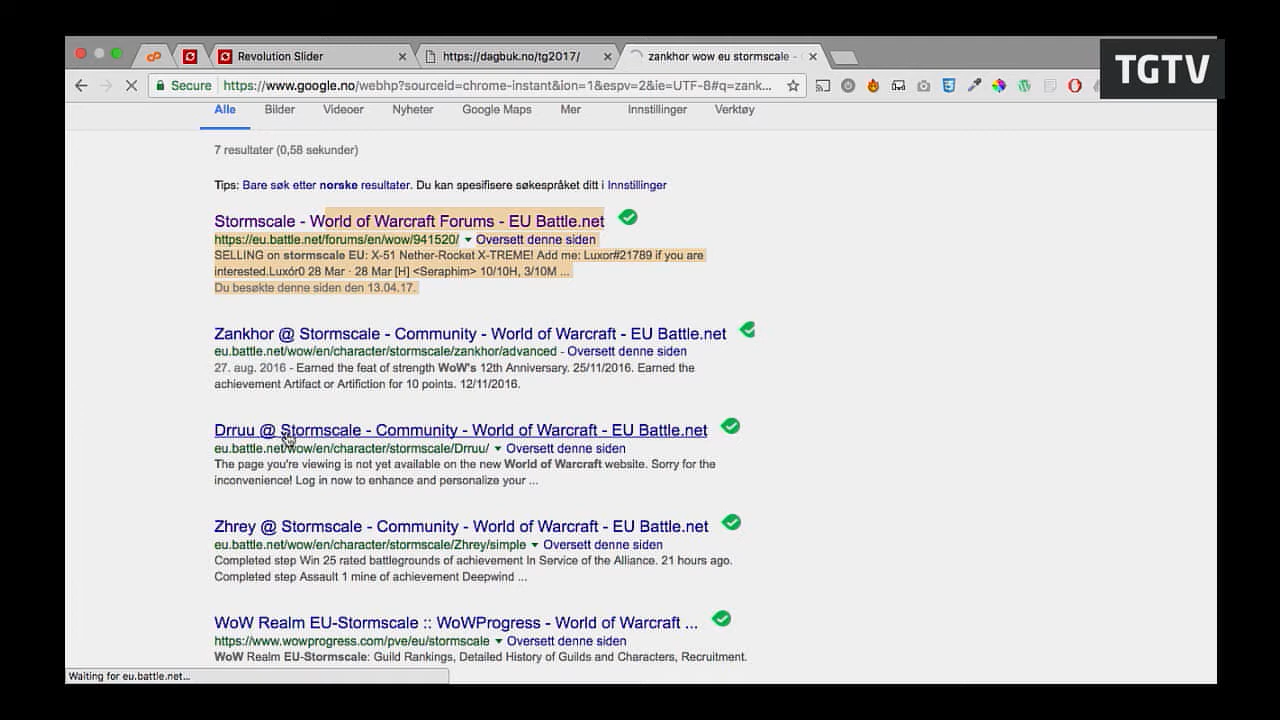 Revolution Slider
https://dagbuk.no/tg2017/
zankhor wow eu stormscale -
TGTV
Secure
https://www.google.no/webhp?sourceid=chrome-instant&ion=1&espv=2&ie=UTF-8#q=zank...
Alle Bilder Videoer Nyheter Google Maps Mer Innstillinger Verktøy
7 resultater (0,58 sekunder)
Tips: Bare søk etter norske resultater. Du kan spesifisere søkespråket ditt i Innstillinger
Stormscale - World of Warcraft Forums - EU Battle.net
https://eu.battle.net/forums/en/wow/941520/ Oversett denne siden
SELLING on stormscale EU: X-51 Nether-Rocket X-TREME! Add me: Luxor#21789 if you are
interested.Luxór0 28 Mar · 28 Mar [H] <Seraphim> 10/10H, 3/10M ...
Du besøkte denne siden den 13.04.17.
Zankhor @ Stormscale - Community - World of Warcraft - EU Battle.net
eu.battle.net/wow/en/character/stormscale/zankhor/advanced - Oversett denne siden
27. aug. 2016 - Earned the feat of strength WoW's 12th Anniversary. 25/11/2016. Earned the
achievement Artifact or Artifiction for 10 points. 12/11/2016.
Drruu @ Stormscale - Community - World of Warcraft - EU Battle.net
eu.battle.net/wow/en/character/stormscale/Drruu/ Oversett denne siden
The page you're viewing is not yet available on the new World of Warcraft website. Sorry for the
inconvenience! Log in now to enhance and personalize your ...
Zhrey @ Stormscale - Community - World of Warcraft - EU Battle.net
eu.battle.net/wow/en/character/stormscale/Zhrey/simple Oversett denne siden
Completed step Win 25 rated battlegrounds of achievement In Service of the Alliance. 21 hours ago.
Completed step Assault 1 mine of achievement Deepwind ...
WoW Realm EU-Stormscale :: WoWProgress - World of Warcraft ...
https://www.wowprogress.com/pve/eu/stormscale Oversett denne siden
WoW Realm EU-Stormscale: Guild Rankings, Detailed History of Guilds and Characters, Recruitment.
Waiting for eu.battle.net...